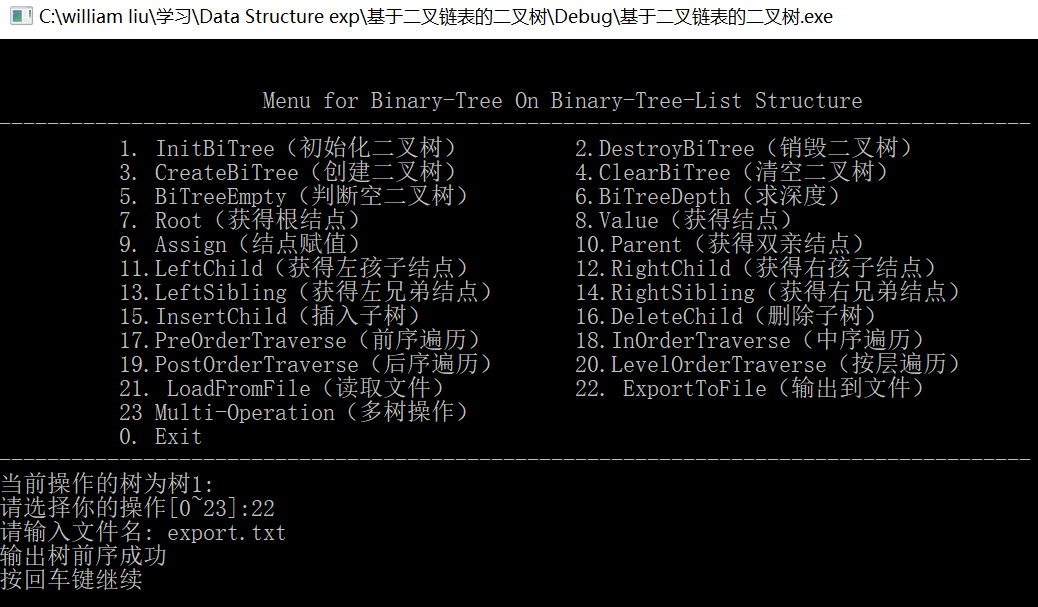 C:\william liu\学习\Data Structure exp\基于二叉链表的二叉树\Debug\基于二叉链表的二叉树.exe
Menu for Binary-Tree On Binary-Tree-List Structure
1. InitBiTree（初始化二叉树） 2.DestroyBiTree（销毁二叉树）
3. CreateBiTree（创建二叉树） 4.ClearBiTree（清空二叉树）
5. BiTreeEmpty（判断空二叉树） 6.BiTreeDepth（求深度）
7. Root（获得根结点） 8.Value（获得结点）
9. Assign（结点赋值） 10.Parent（获得双亲结点）
11.LeftChild（获得左孩子结点） 12.RightChild（获得右孩子结点）
13.LeftSibling（获得左兄弟结点） 14.RightSibling（获得右兄弟结点）
15.InsertChild（插入子树） 16.DeleteChild（删除子树）
17.PreOrderTraverse（前序遍历） 18.InOrderTraverse（中序遍历）
19.PostOrderTraverse（后序遍历） 20.LevelOrderTraverse（按层遍历）
21. LoadFromFile（读取文件） 22. ExportToFile（输出到文件）
23 Multi-Operation（多树操作）
0. Exit
当前操作的树为树1:
请选择你的操作[0~23]:22
请输入文件名: export.txt
输出树前序成功
按回车键继续